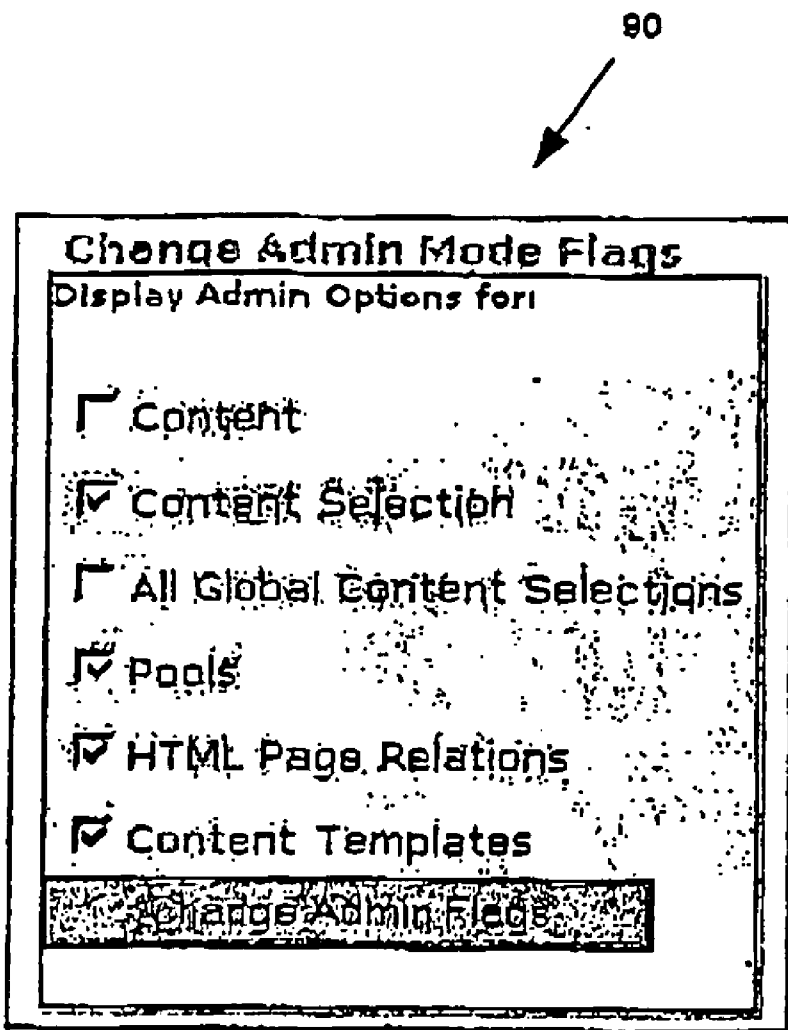 90
Change Admin Mode Flags
Display Admin Options for:
Content
Content Selection
All Global Content Selections
Pools
HTML Page Relations
Content Templates
Change Admin Flags